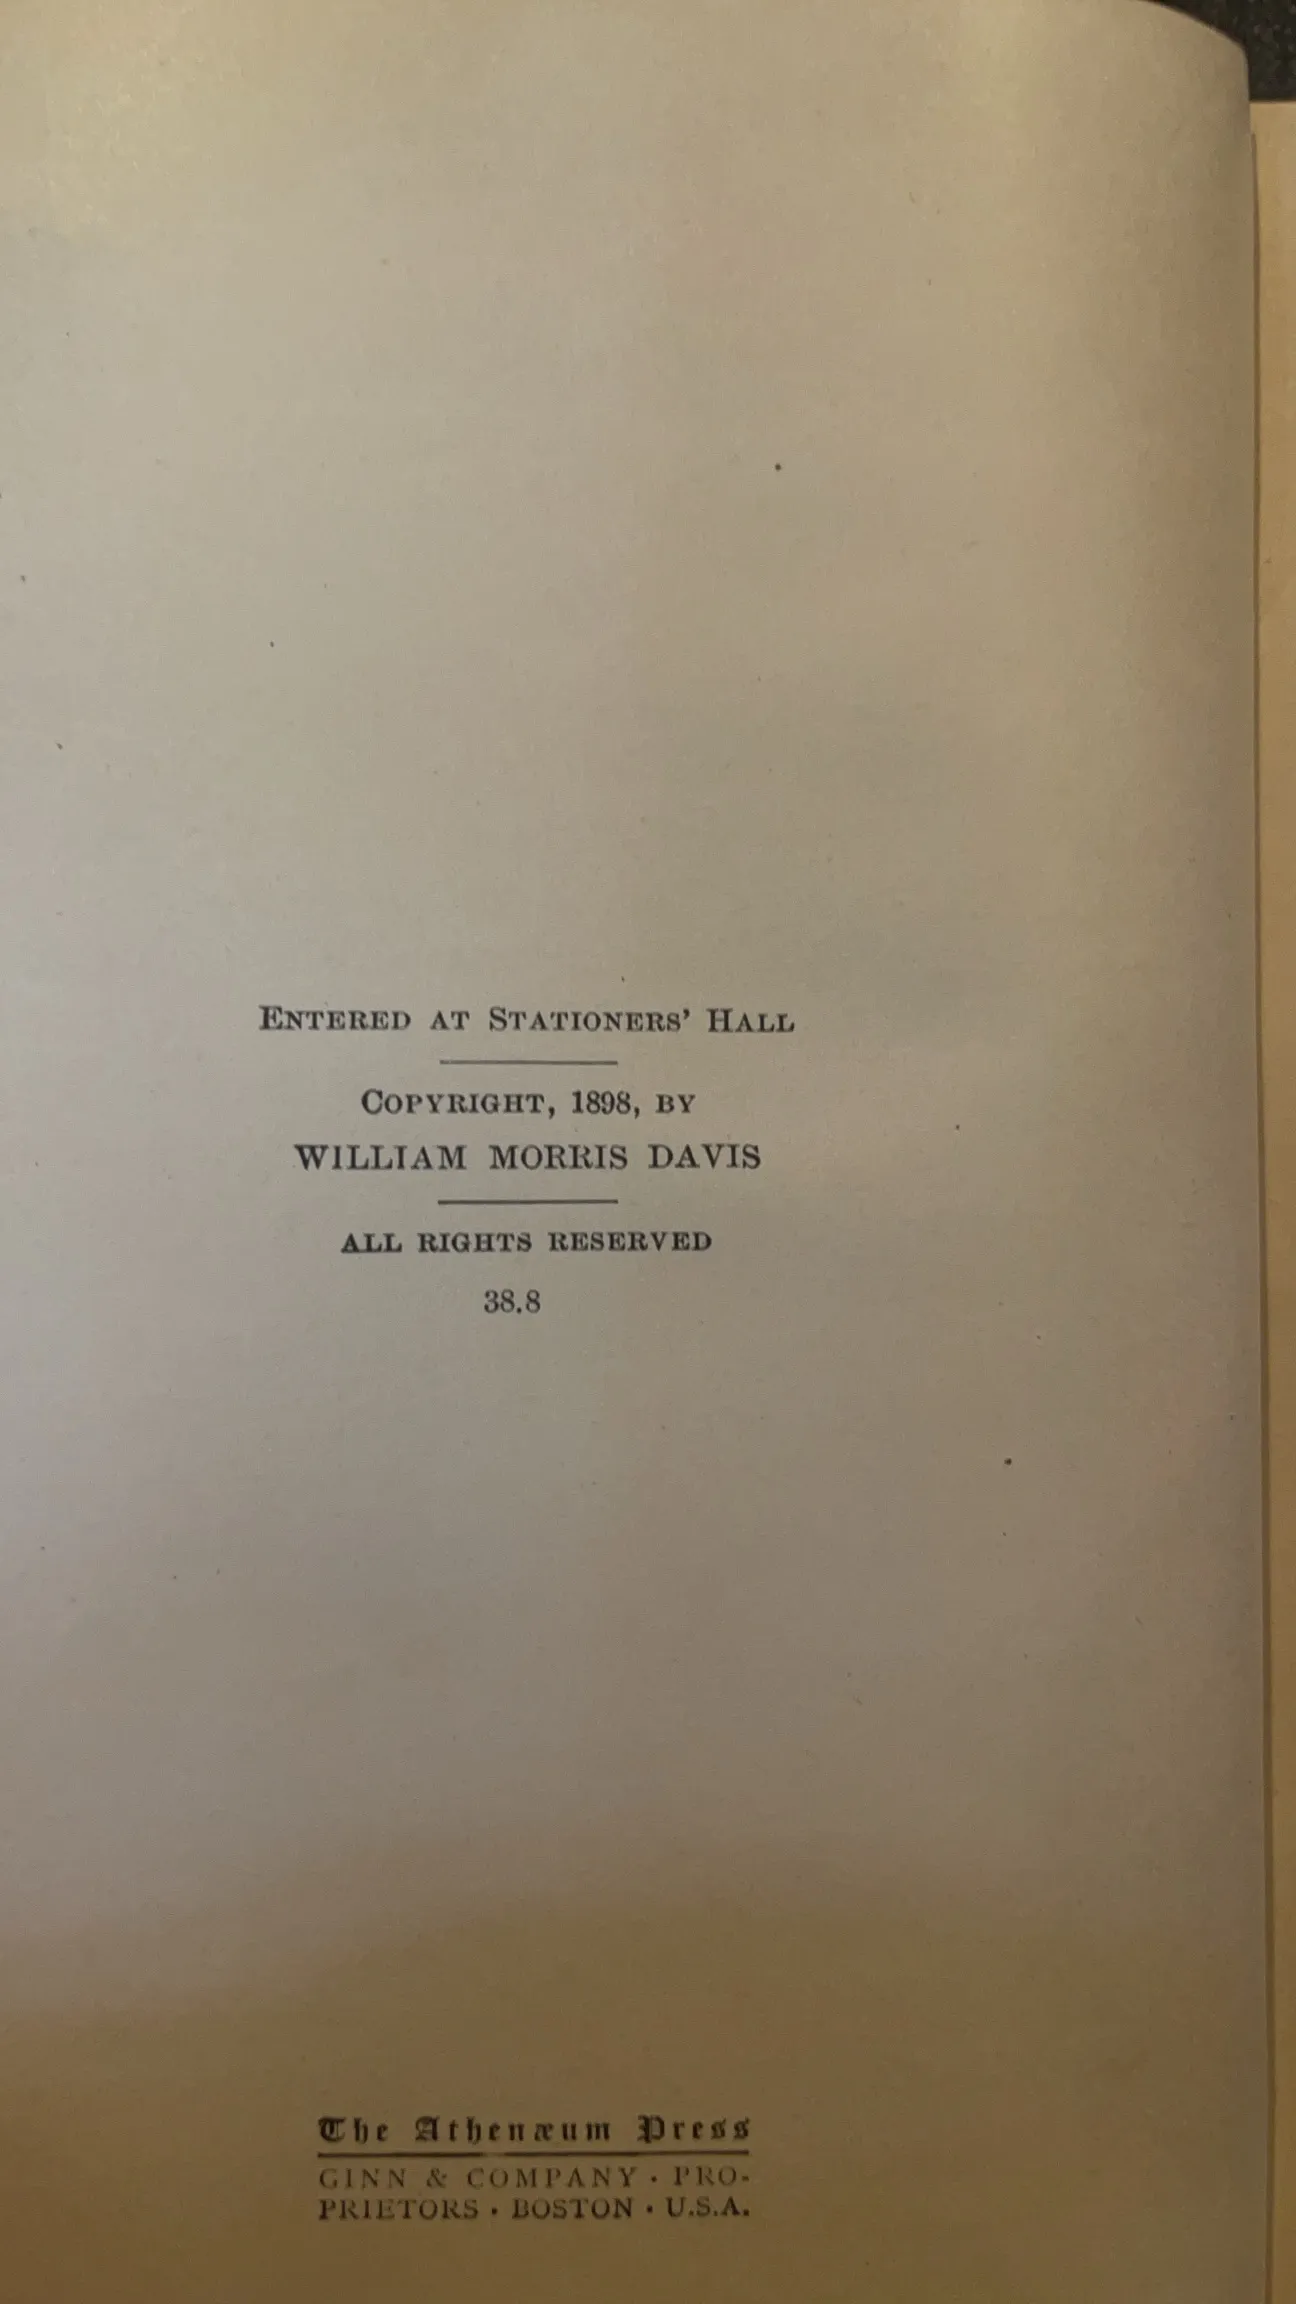 ENTERED AT STATIONERS' HALL
COPYRIGHT, 1898, BY
WILLIAM MORRIS DAVIS
ALL RIGHTS RESERVED
38.8
The Athenæum Press
GINN & COMPANY · PRO-
PRIETORS · BOSTON · U.S.A.